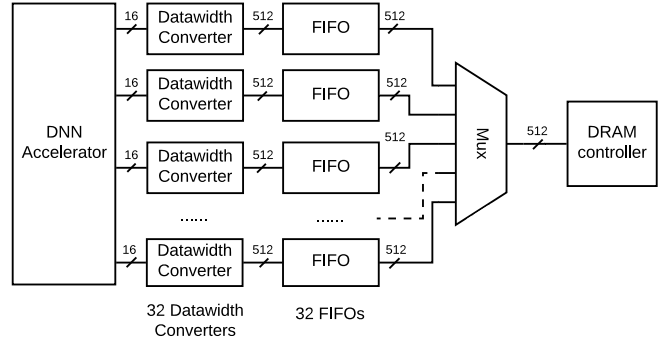 16
Datawidth
Converter
512
FIFO
512
16
Datawidth
Converter
512
FIFO
512
DNN
Accelerator
16
Datawidth
Converter
512
FIFO
512
Mux
512
DRAM
controller
......
......
16
Datawidth
Converter
512
FIFO
512
32 Datawidth
Converters
32 FIFOs